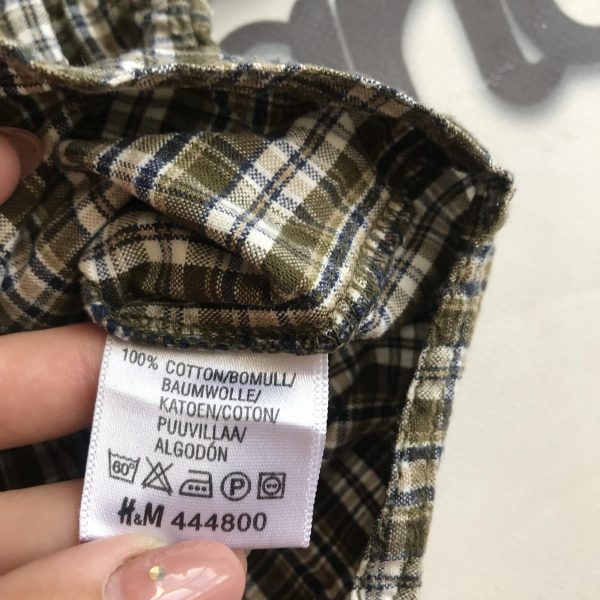 100% COTTON/BOMULL/
BAUMWOLLE/
KATOEN/COTON/
PUUVILLAA/
ALGODÓN
60° P
H&M 444800